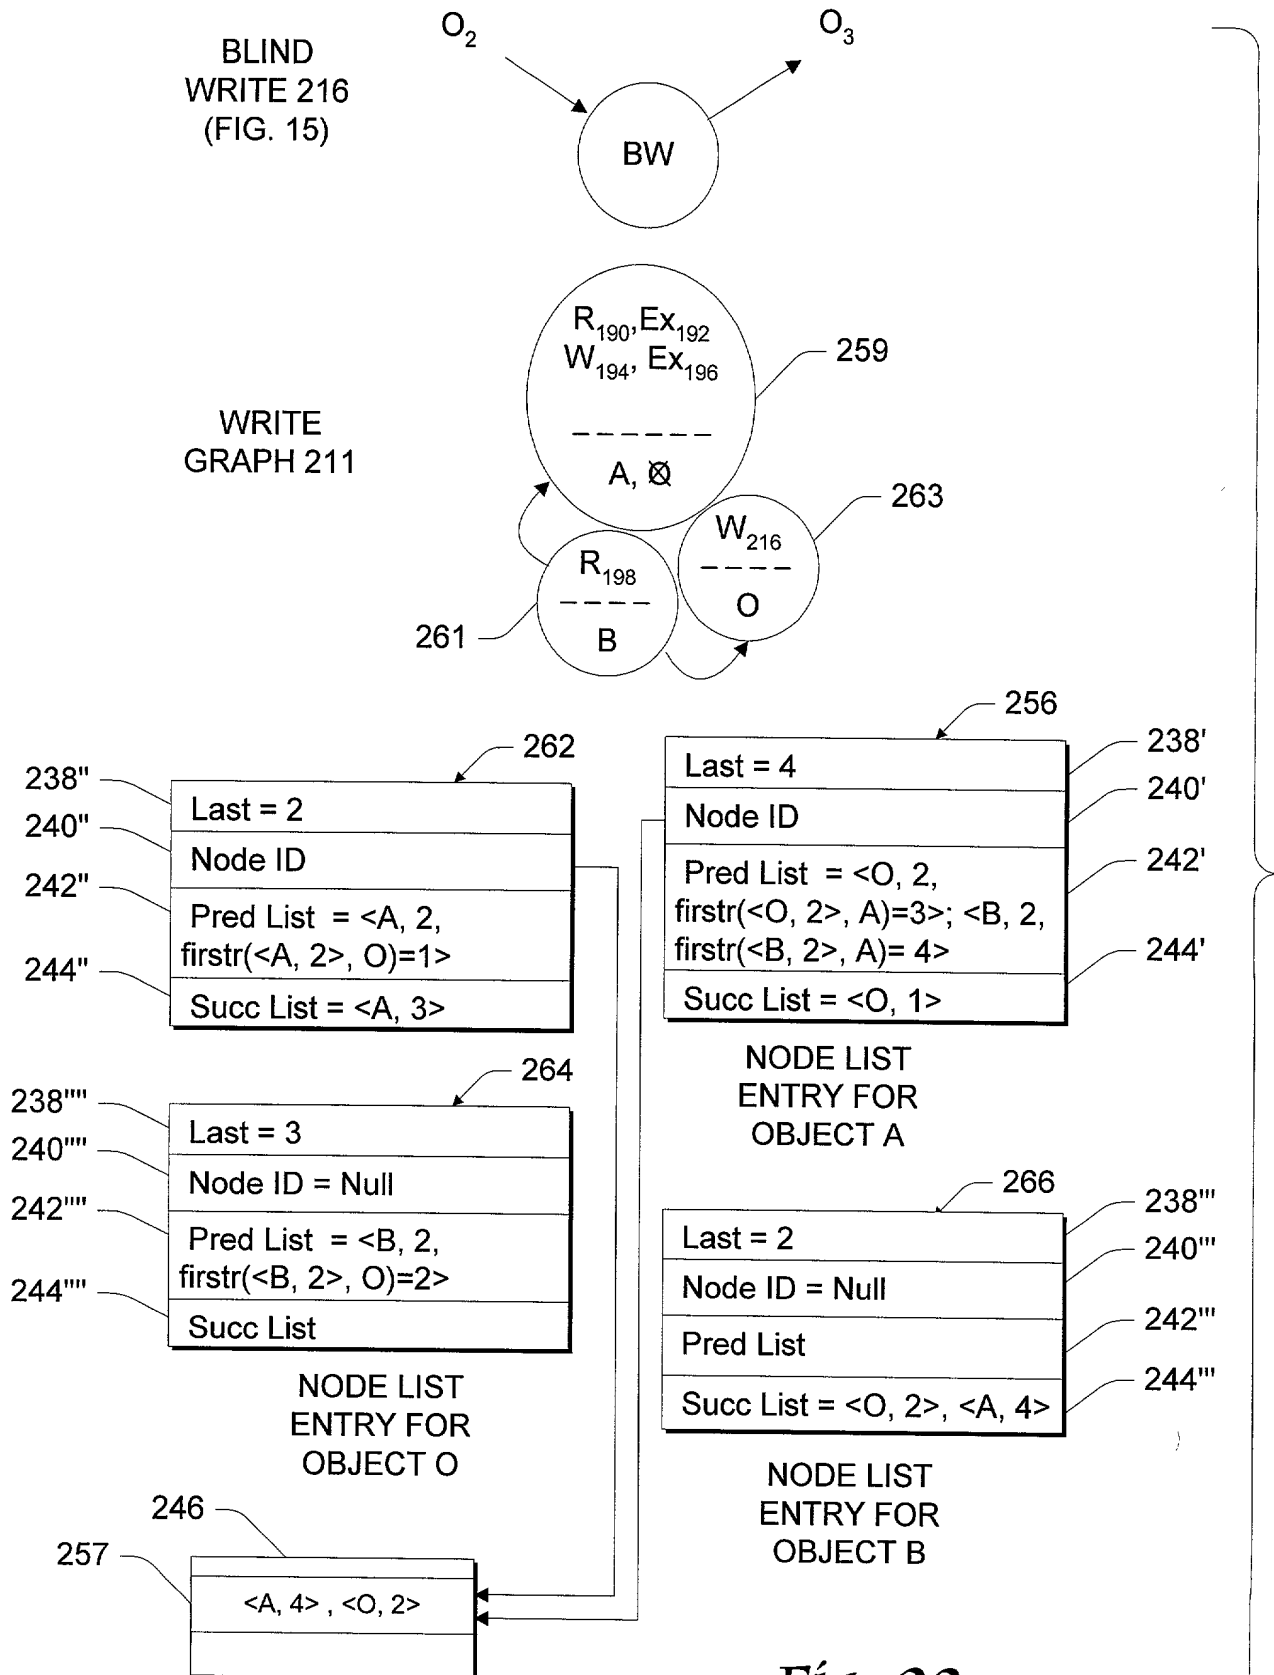 O2
O3
BLIND
WRITE 216
(FIG. 15)
BW
R190,Ex192
W194, Ex196
259
WRITE
GRAPH 211
A, O
263
W216
R198
O
261
B
256
262
238'
238"
Last = 4
240'
Last = 2
Node ID
240"
Node ID
242'
Pred List = <O, 2,
firstr(<O, 2>, A)=3>; <B, 2,
firstr(<B, 2>, A)= 4>
242"
Pred List = <A, 2,
firstr(<A, 2>, O)=1>
244'
244"
Succ List = <O, 1>
Succ List = <A, 3>
NODE LIST
ENTRY FOR
OBJECT A
264
238""
Last = 3
240""
Node ID = Null
242""
Pred List = <B, 2,
firstr(<B, 2>, O)=2>
244""
Succ List
266
238'''
Last = 2
240'''
Node ID = Null
242'''
Pred List
244'''
Succ List = <O, 2>, <A, 4>
NODE LIST
ENTRY FOR
OBJECT O
NODE LIST
ENTRY FOR
OBJECT B
246
257
<A, 4> , <O, 2>